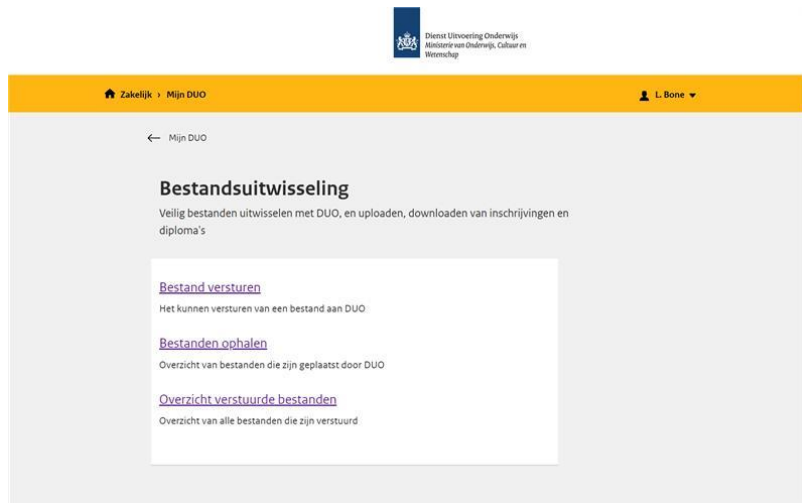 Dienst Uitvoering Onderwijs
Ministerie van Onderwijs, Cultuur en
Wetenschap
Zakelijk › Mijn DUO
L. Bone
Mijn DUO
Bestandsuitwisseling
Veilig bestanden uitwisselen met DUO, en uploaden, downloaden van inschrijvingen en
diploma's
Bestand versturen
Het kunnen versturen van een bestand aan DUO
Bestanden ophalen
Overzicht van bestanden die zijn geplaatst door DUO
Overzicht verstuurde bestanden
Overzicht van alle bestanden die zijn verstuurd